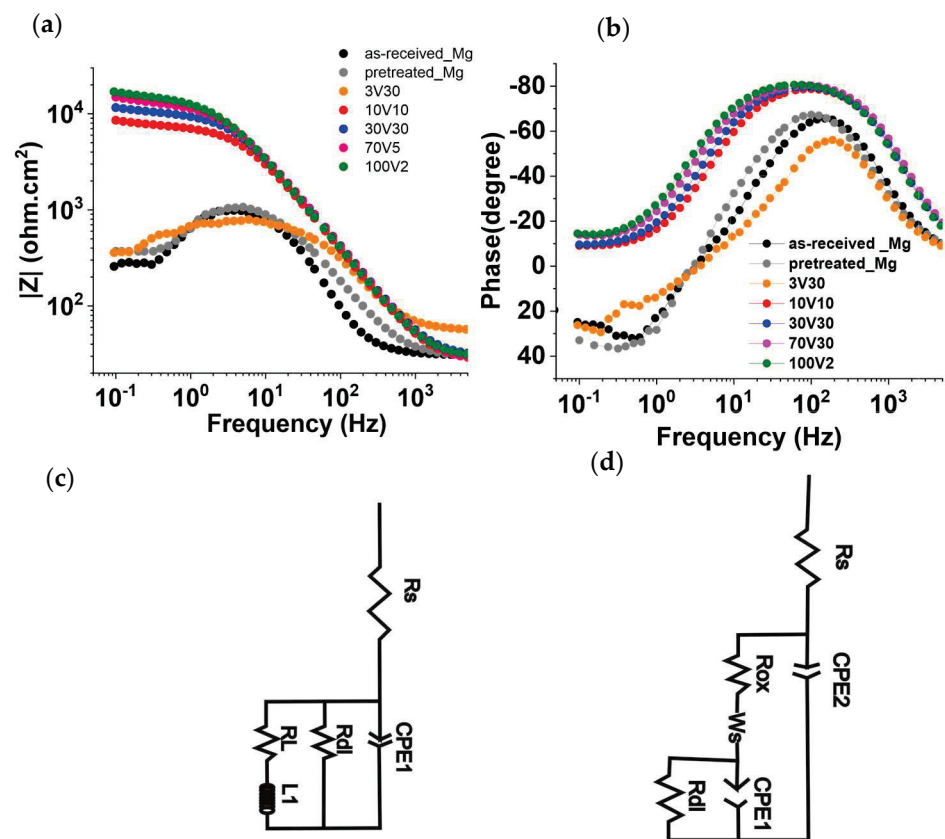 (a)
as-received_Mg
pretreated_Mg
3V30
10V10
30V30
70V5
100V2
|Z| (ohm.cm²)
10⁴
10³
10²
10⁻¹ 10⁰ 10¹ 10² 10³
Frequency (Hz)
(b)
Phase(degree)
-80
-60
-40
-20
0
20
40
as-received _Mg
pretreated_Mg
3V30
10V10
30V30
70V30
100V2
10⁻¹ 10⁰ 10¹ 10² 10³
Frequency (Hz)
(c)
Rs
RL
Rdl
CPE1
L1
(d)
Rs
Rox
CPE2
Ws
Rdl
CPE1